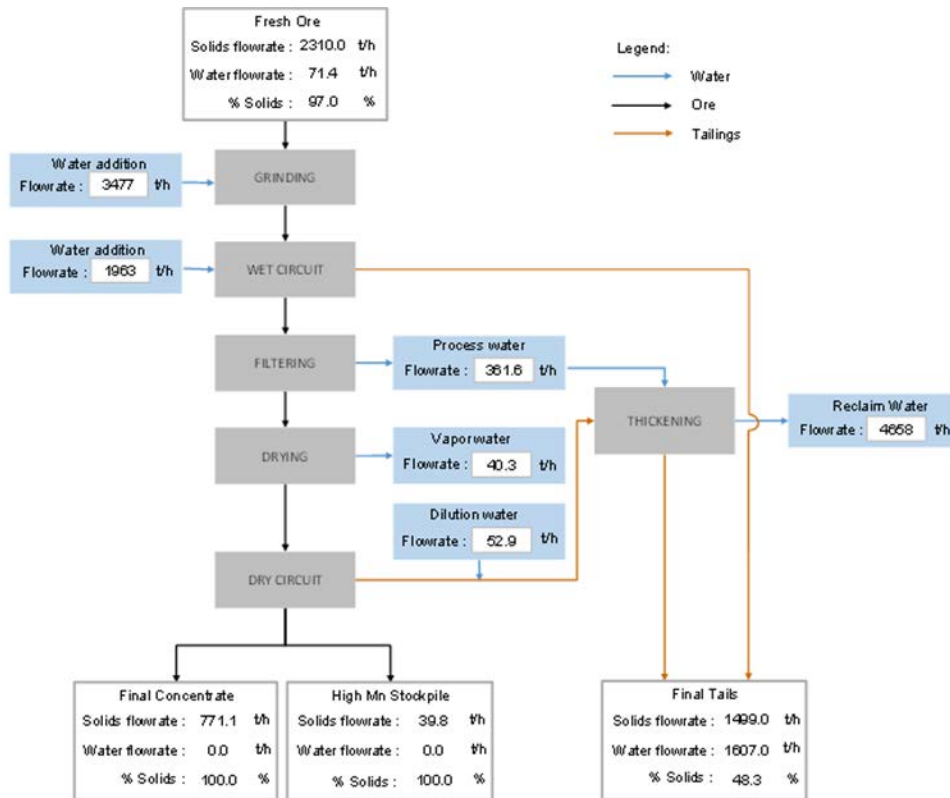 Fresh Ore
Solids flowrate : 2310.0 t/h
Water flowrate : 71.4 t/h
% Solids : 97.0 %
Legend:
Water
Ore
Tailings
Water addition
Flowrate : 3477 t/h
GRINDING
Water addition
Flowrate : 1963 t/h
WET CIRCUIT
FILTERING
Process water
Flowrate : 361.6 t/h
THICKENING
Reclaim Water
Flowrate : 4658 t/h
DRYING
Vapor water
Flowrate : 40.3 t/h
Dilution water
Flowrate : 52.9 t/h
DRY CIRCUIT
Final Concentrate
Solids flowrate : 771.1 t/h
Water flowrate : 0.0 t/h
% Solids : 100.0 %
High Mn Stockpile
Solids flowrate : 39.8 t/h
Water flowrate : 0.0 t/h
% Solids : 100.0 %
Final Tails
Solids flowrate : 1499.0 t/h
Water flowrate : 1607.0 t/h
% Solids : 48.3 %